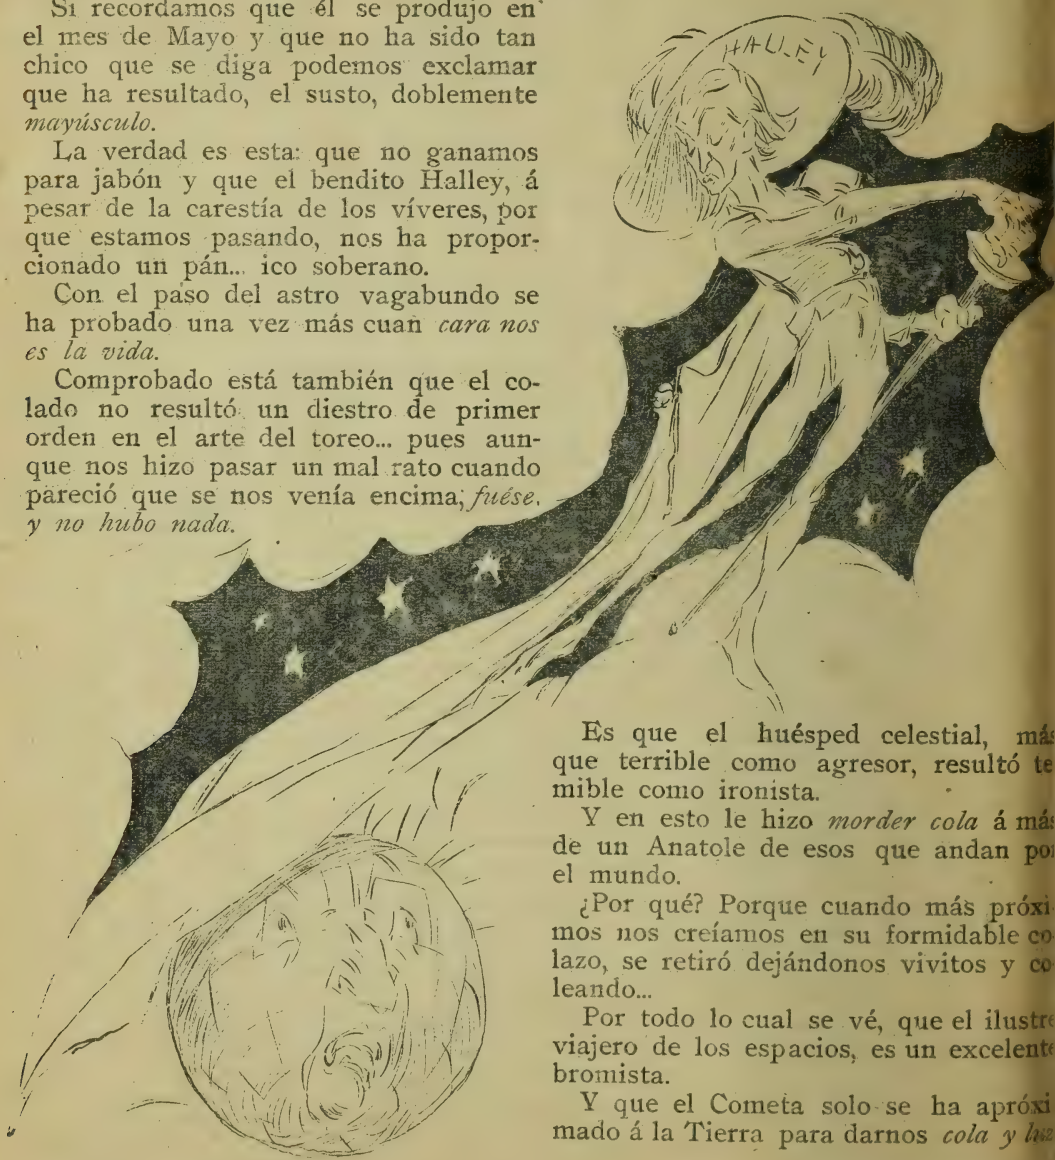 Si recordamos que él se produjo en
el mes de Mayo y que no ha sido tan
chico que se diga podemos exclamar
que ha resultado, el susto, doblemente
mayúsculo.
La verdad es esta: que no ganamos
para jabón y que el bendito Halley, á
pesar de la carestía de los víveres, por
que estamos pasando, nos ha propor-
cionado un pán... ico soberano.
Con el paso del astro vagabundo se
ha probado una vez más cuan cara nos
es la vida.
Comprobado está también que el co-
lado no resultó un diestro de primer
orden en el arte del toreo... pues aun-
que nos hizo pasar un mal rato cuando
pareció que se nos venía encima, fuése,
y no hubo nada.
HALLEY
Es que el huésped celestial, más
que terrible como agresor, resultó te
mible como ironista.
Y en esto le hizo morder cola á más
de un Anatole de esos que andan por
el mundo.
¿Por qué? Porque cuando más próxi
mos nos creíamos en su formidable co
lazo, se retiró dejándonos vivitos y co
leando...
Por todo lo cual se vé, que el ilustre
viajero de los espacios, es un excelente
bromista.
Y que el Cometa solo se ha apróxi
mado á la Tierra para darnos cola y luz